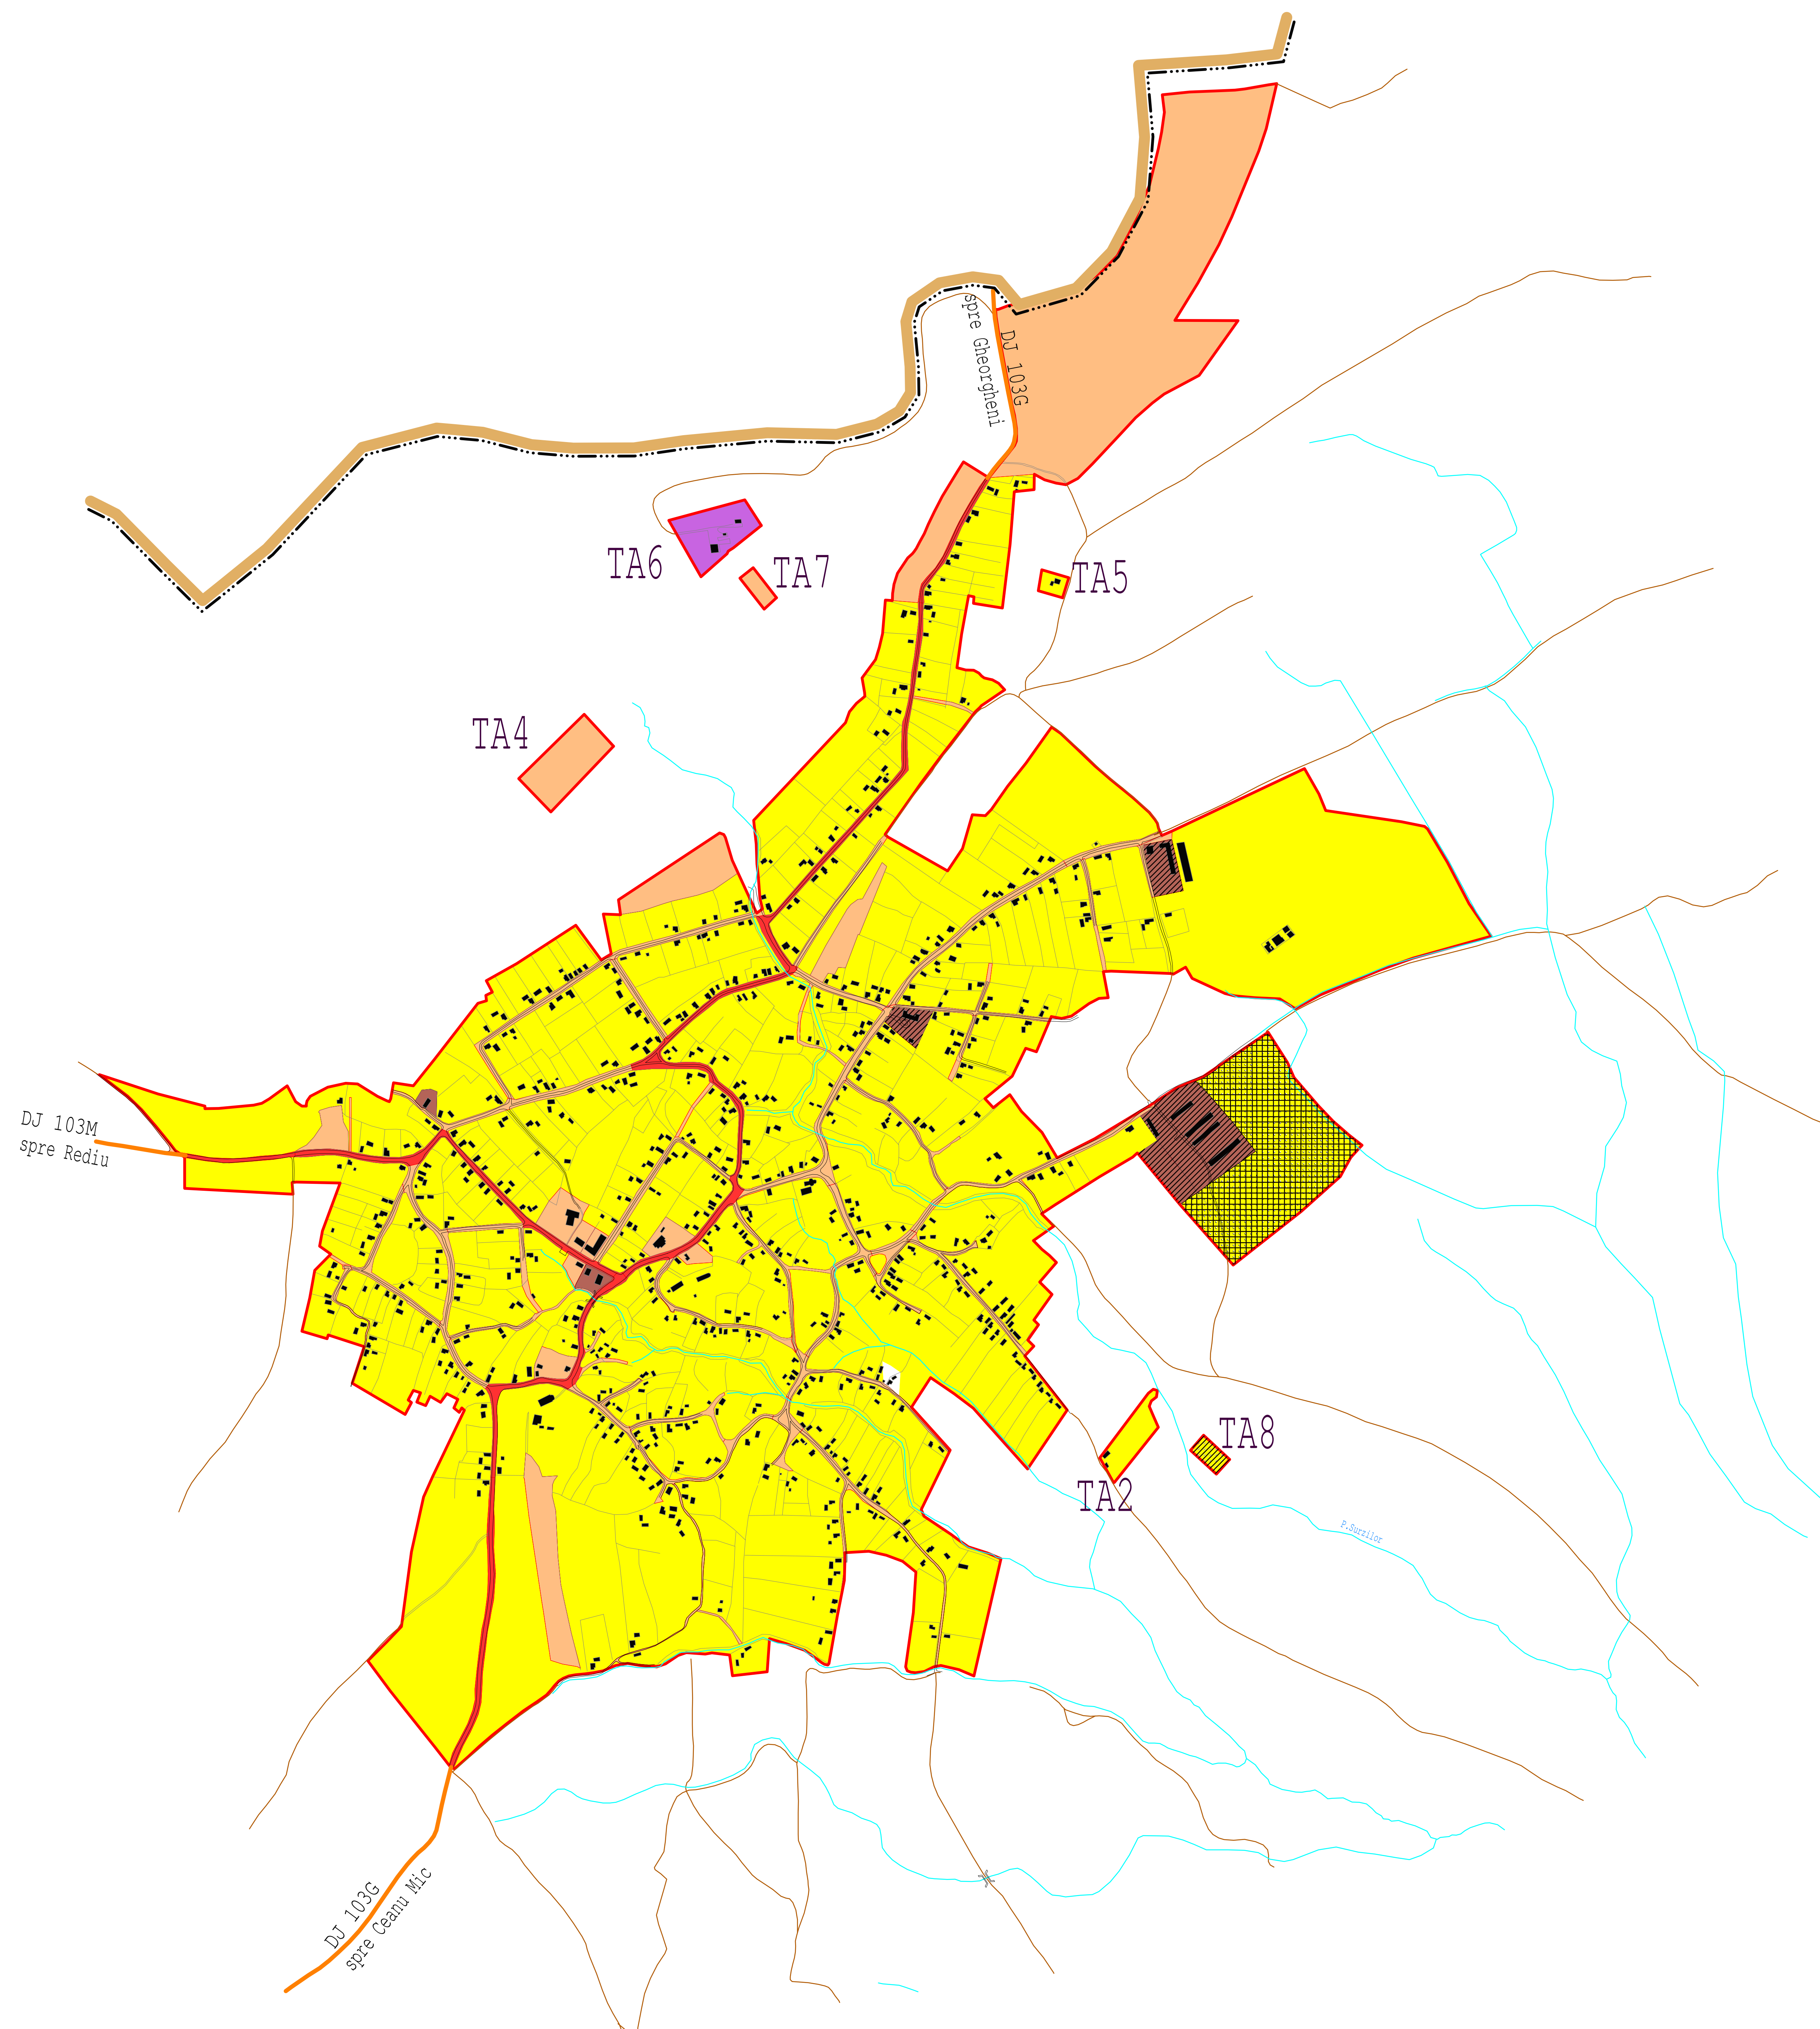 spre Gheorgheni
DJ 103G
TA6
TA7
TA5
TA4
DJ 103M
spre Rediu
TA8
TA2
P.Surzilor
DJ 103G
spre Ceanu Mic